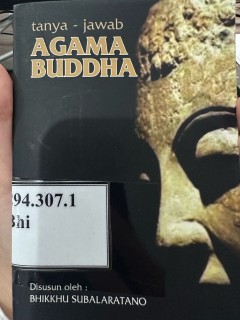 tanya - jawab
AGAMA
BUDDHA
94.307.1
Bhi
Disusun oleh :
BHIKKHU SUBALARATANO